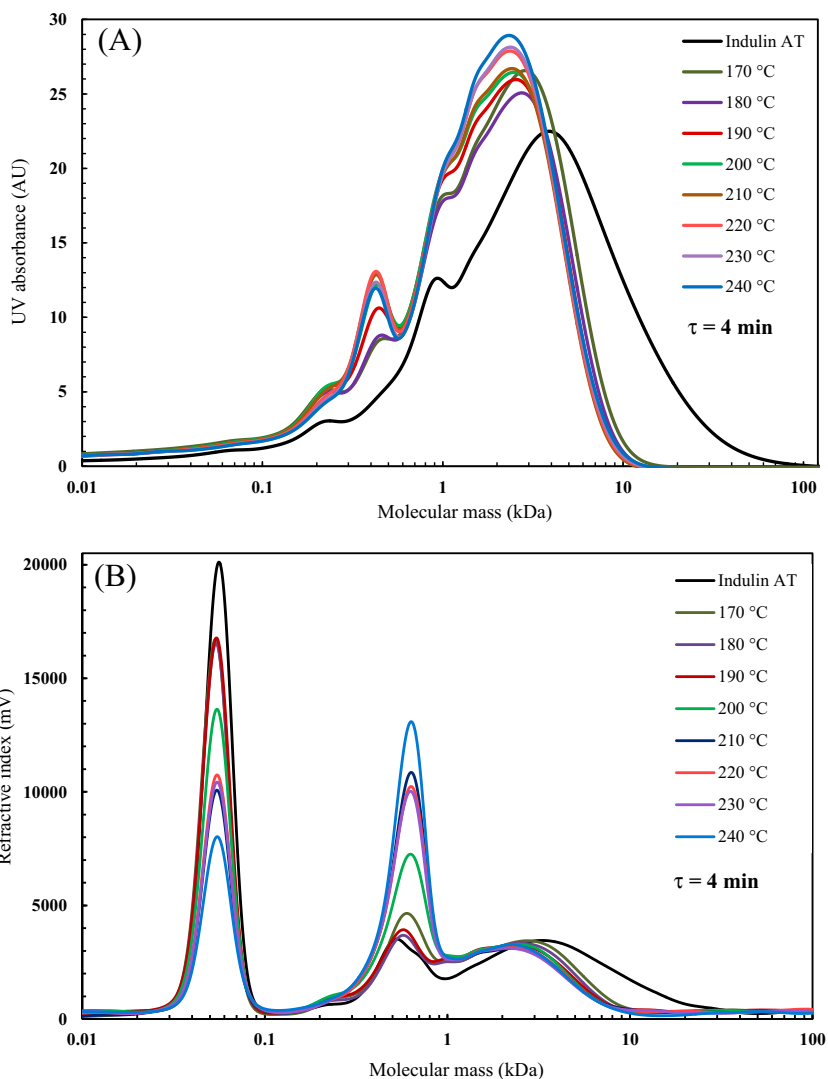 (A)
UV absorbance (AU)
30
25
20
15
10
5
0
0.01 0.1 1 10 100
Molecular mass (kDa)
Indulin AT
170 °C
180 °C
190 °C
200 °C
210 °C
220 °C
230 °C
240 °C
τ = 4 min
(B)
Refractive index (mV)
20000
15000
10000
5000
0
0.01 0.1 1 10 100
Molecular mass (kDa)
Indulin AT
170 °C
180 °C
190 °C
200 °C
210 °C
220 °C
230 °C
240 °C
τ = 4 min